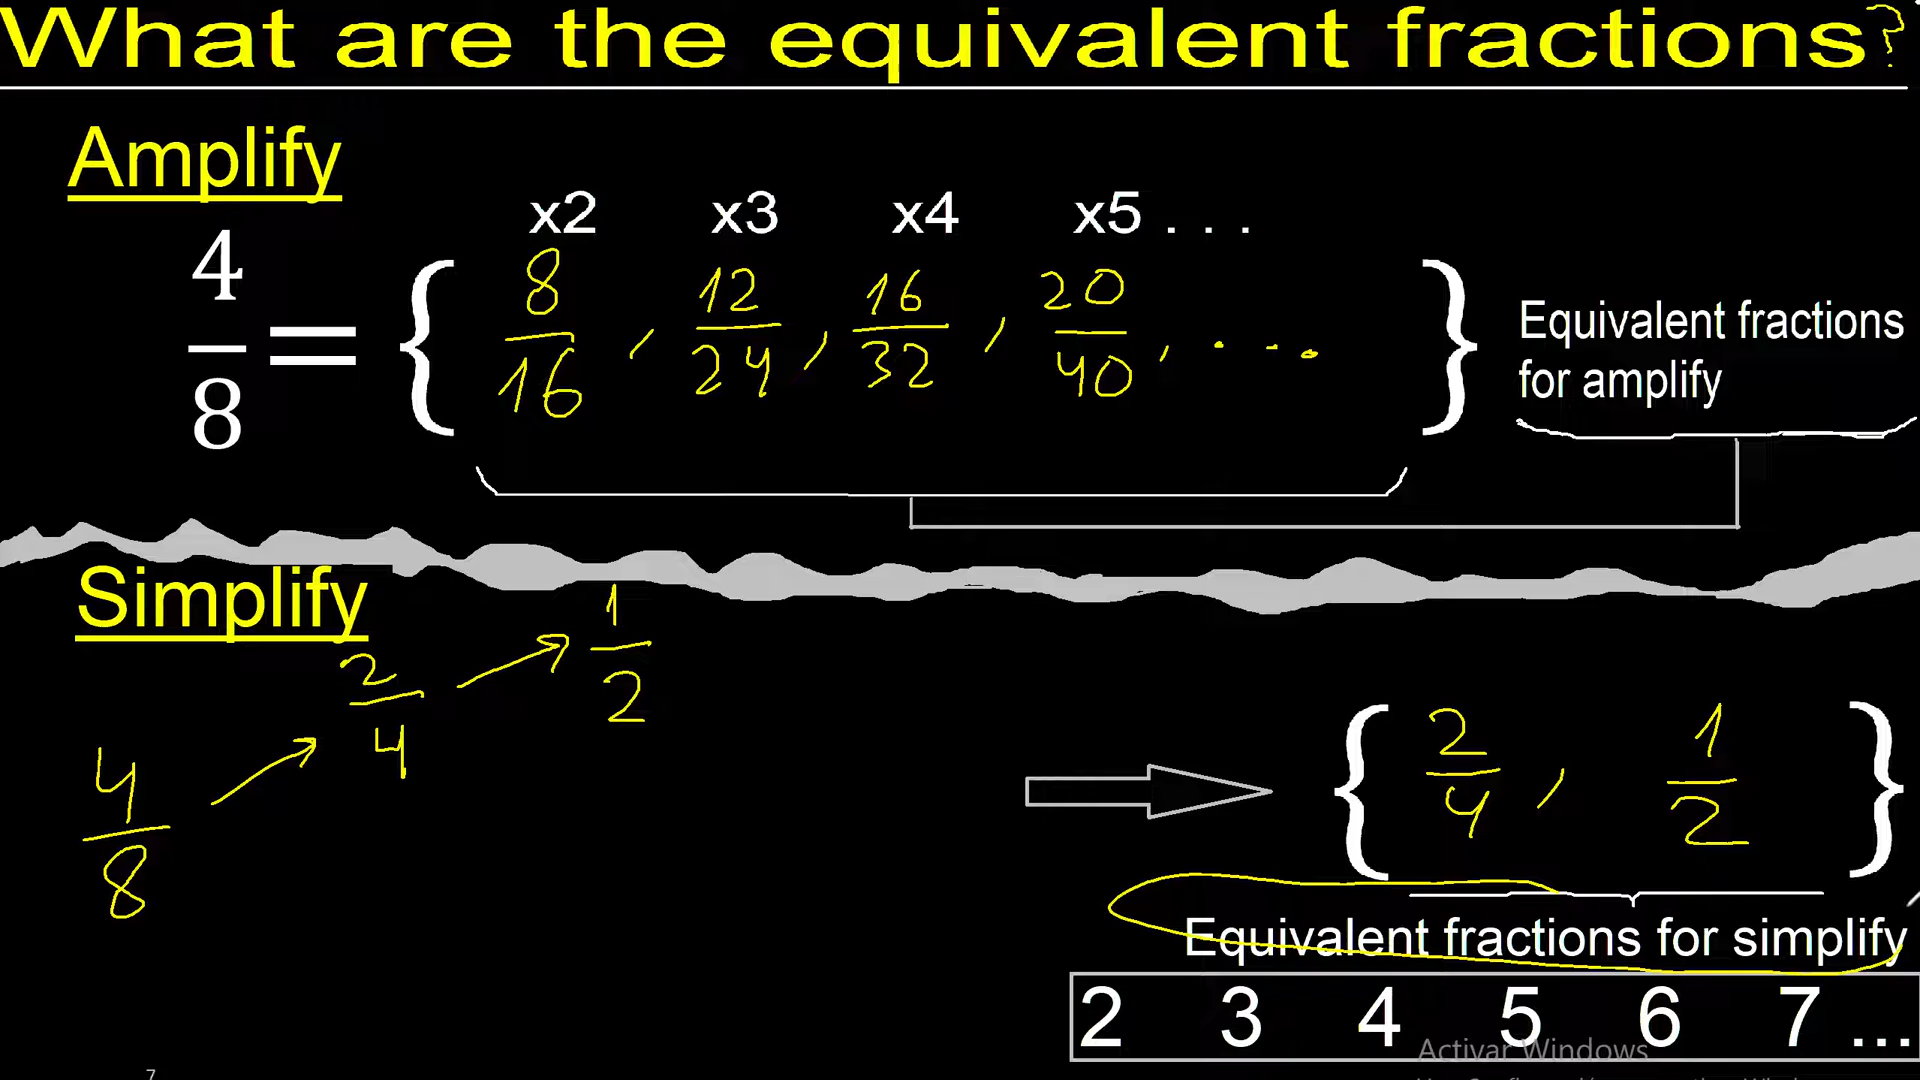 What are the equivalent fractions?
Amplify
x2 x3 x4 x5 . . .
4/8 = { 8/16 , 12/24 , 16/32 , 20/40 , . . . }
Equivalent fractions
for amplify
Simplify
4/8 → 2/4 → 1/2
{ 2/4 , 1/2 }
Equivalent fractions for simplify
2 3 4 5 6 7 ...
Activar Windows
7